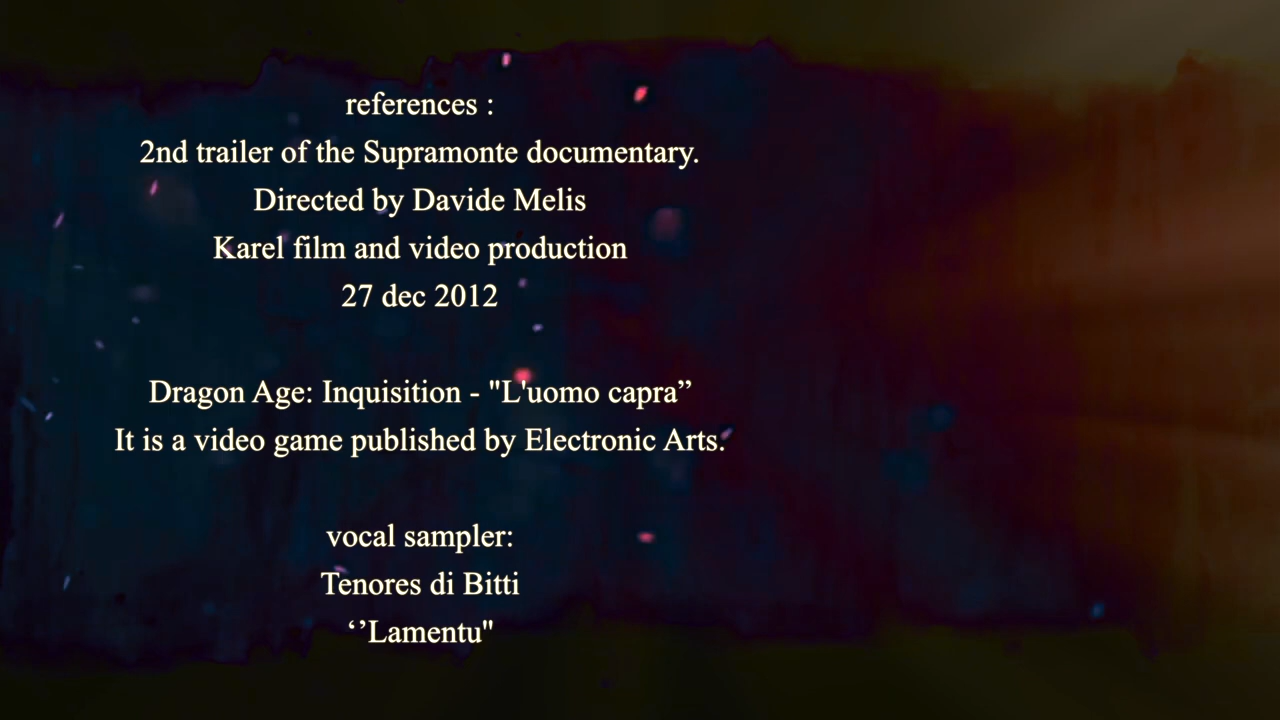 references :
2nd trailer of the Supramonte documentary.
Directed by Davide Melis
Karel film and video production
27 dec 2012
Dragon Age: Inquisition - "L'uomo capra”
It is a video game published by Electronic Arts.
vocal sampler:
Tenores di Bitti
‘’Lamentu"